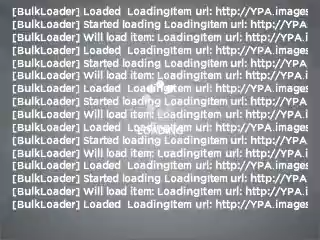 [BulkLoader] Loaded LoadingItem url: http://YPA.images
[BulkLoader] Started loading LoadingItem url: http://YPA
[BulkLoader] Will load item: LoadingItem url: http://YPA.i
[BulkLoader] Loaded LoadingItem url: http://YPA.images
[BulkLoader] Started loading LoadingItem url: http://YPA
[BulkLoader] Will load item: LoadingItem url: http://YPA.i
[BulkLoader] Loaded LoadingItem url: http://YPA.images
[BulkLoader] Started loading LoadingItem url: http://YPA
[BulkLoader] Will load item: LoadingItem url: http://YPA.i
[BulkLoader] Loaded LoadingItem url: http://YPA.images
LOADING
[BulkLoader] Started loading LoadingItem url: http://YPA
[BulkLoader] Will load item: LoadingItem url: http://YPA.i
[BulkLoader] Loaded LoadingItem url: http://YPA.images
[BulkLoader] Started loading LoadingItem url: http://YPA
[BulkLoader] Will load item: LoadingItem url: http://YPA.i
[BulkLoader] Loaded LoadingItem url: http://YPA.images